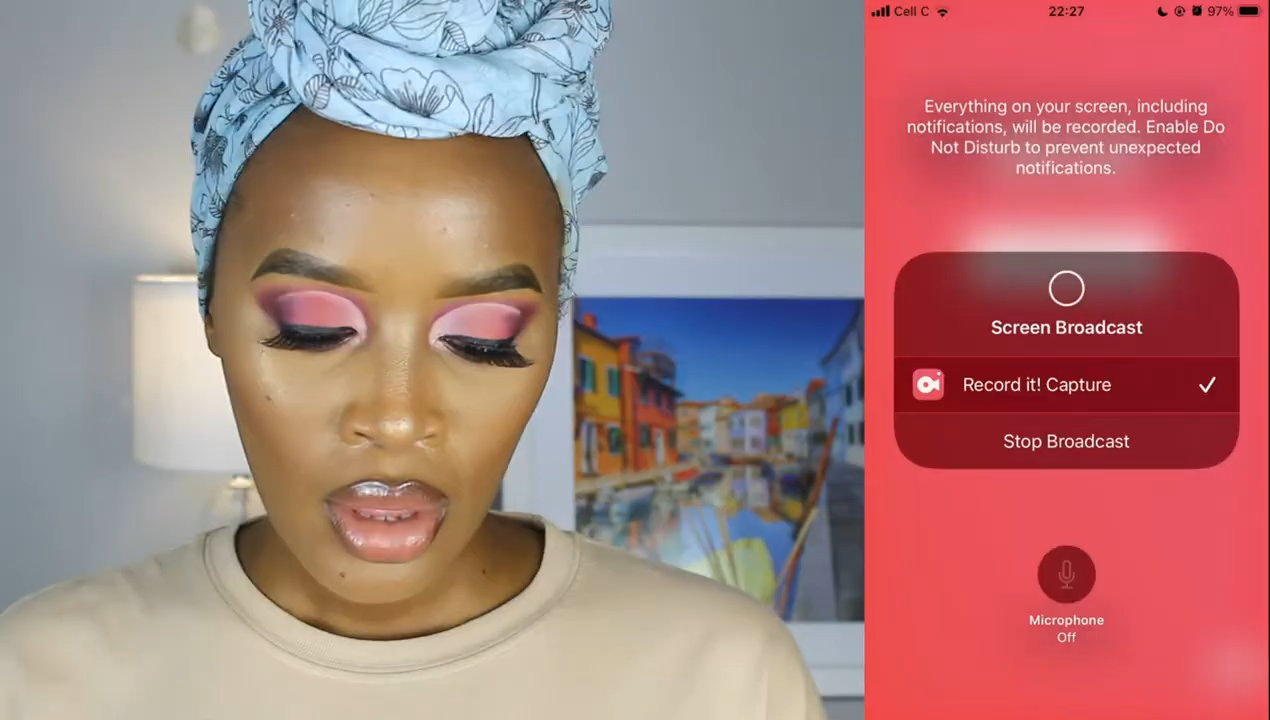 Cell C
22:27
97%
Everything on your screen, including
notifications, will be recorded. Enable Do
Not Disturb to prevent unexpected
notifications.
Screen Broadcast
Record it! Capture
Stop Broadcast
Microphone
Off